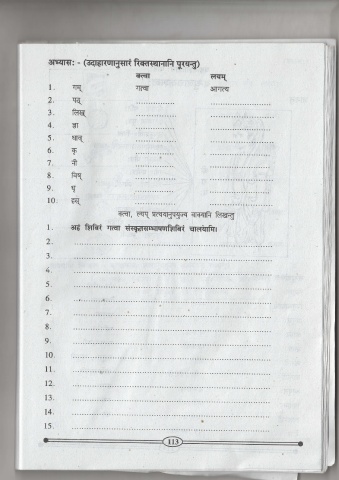 अभ्यासः - (उदाहरणानुसारं रिक्तस्थानानि पूरयन्तु)
क्त्वा ल्यप्
1. गम् गत्वा आगत्य
2. पठ् .................... ....................
3. लिख् .................... ....................
4. ज्ञा .................... ....................
5. धाव् .................... ....................
6. कृ .................... ....................
7. नी .................... ....................
8. .................... ....................
9. .................... ....................
10. हस् .................... ....................
क्त्वा, ल्यप् प्रत्ययानुपयुज्य वाक्यानि लिखन्तु
1. अहं शिबिरं गत्वा संस्कृतसम्भाषणशिबिरं चालयामि।
2. ....................
3. ....................
4. ....................
5. ....................
6. ....................
7. ....................
8. ....................
9. ....................
10. ....................
11. ....................
12. ....................
13. ....................
14. ....................
15. ....................
113